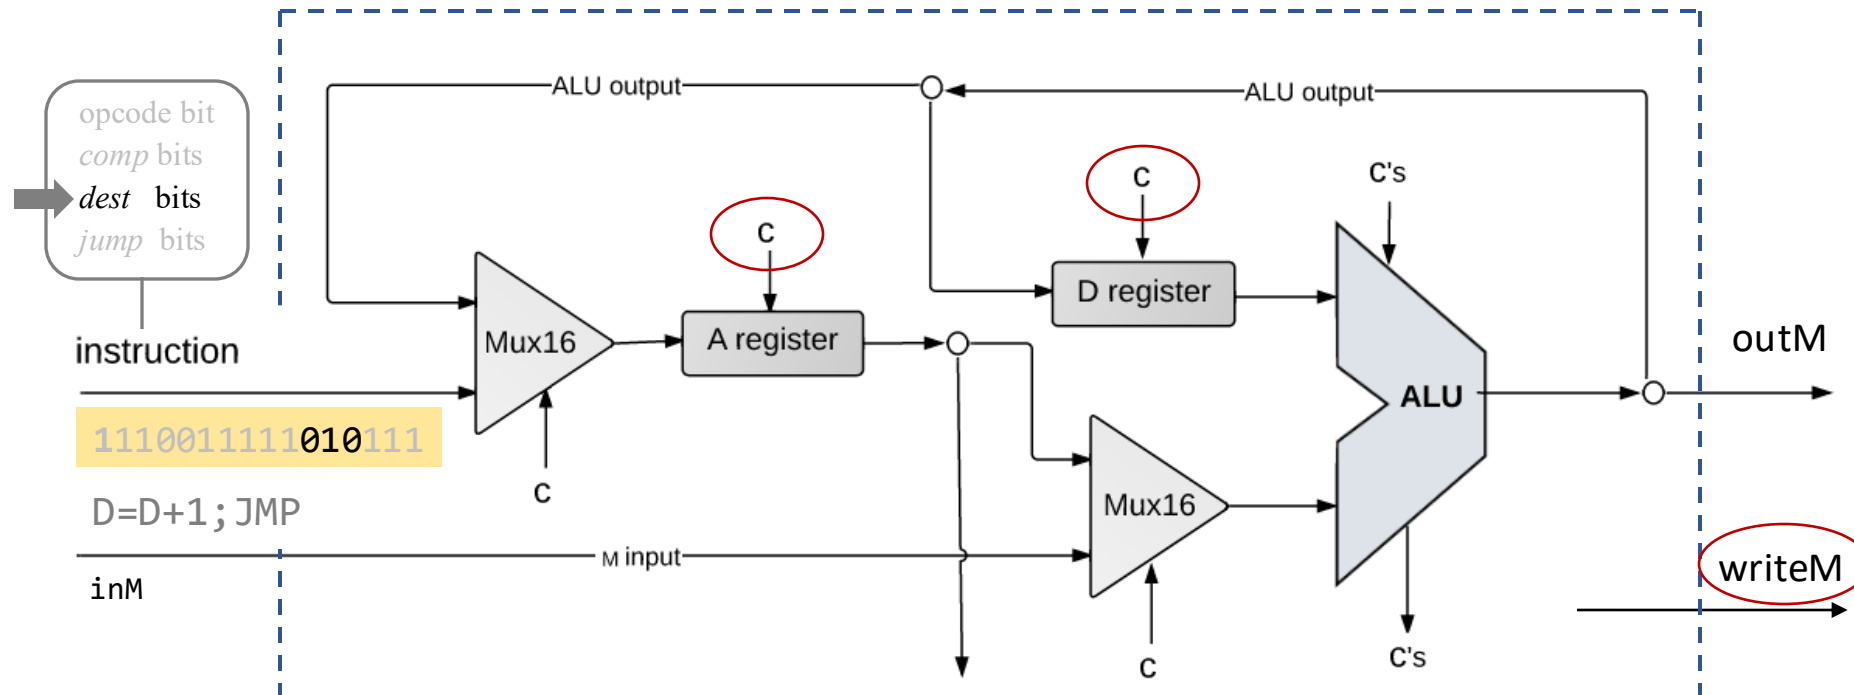 opcode bit
comp bits
dest bits
jump bits
instruction
1110011111010111
D=D+1;JMP
inM
ALU output
ALU output
c
c
c's
Mux16
A register
D register
c
Mux16
ALU
M input
c
c's
outM
writeM